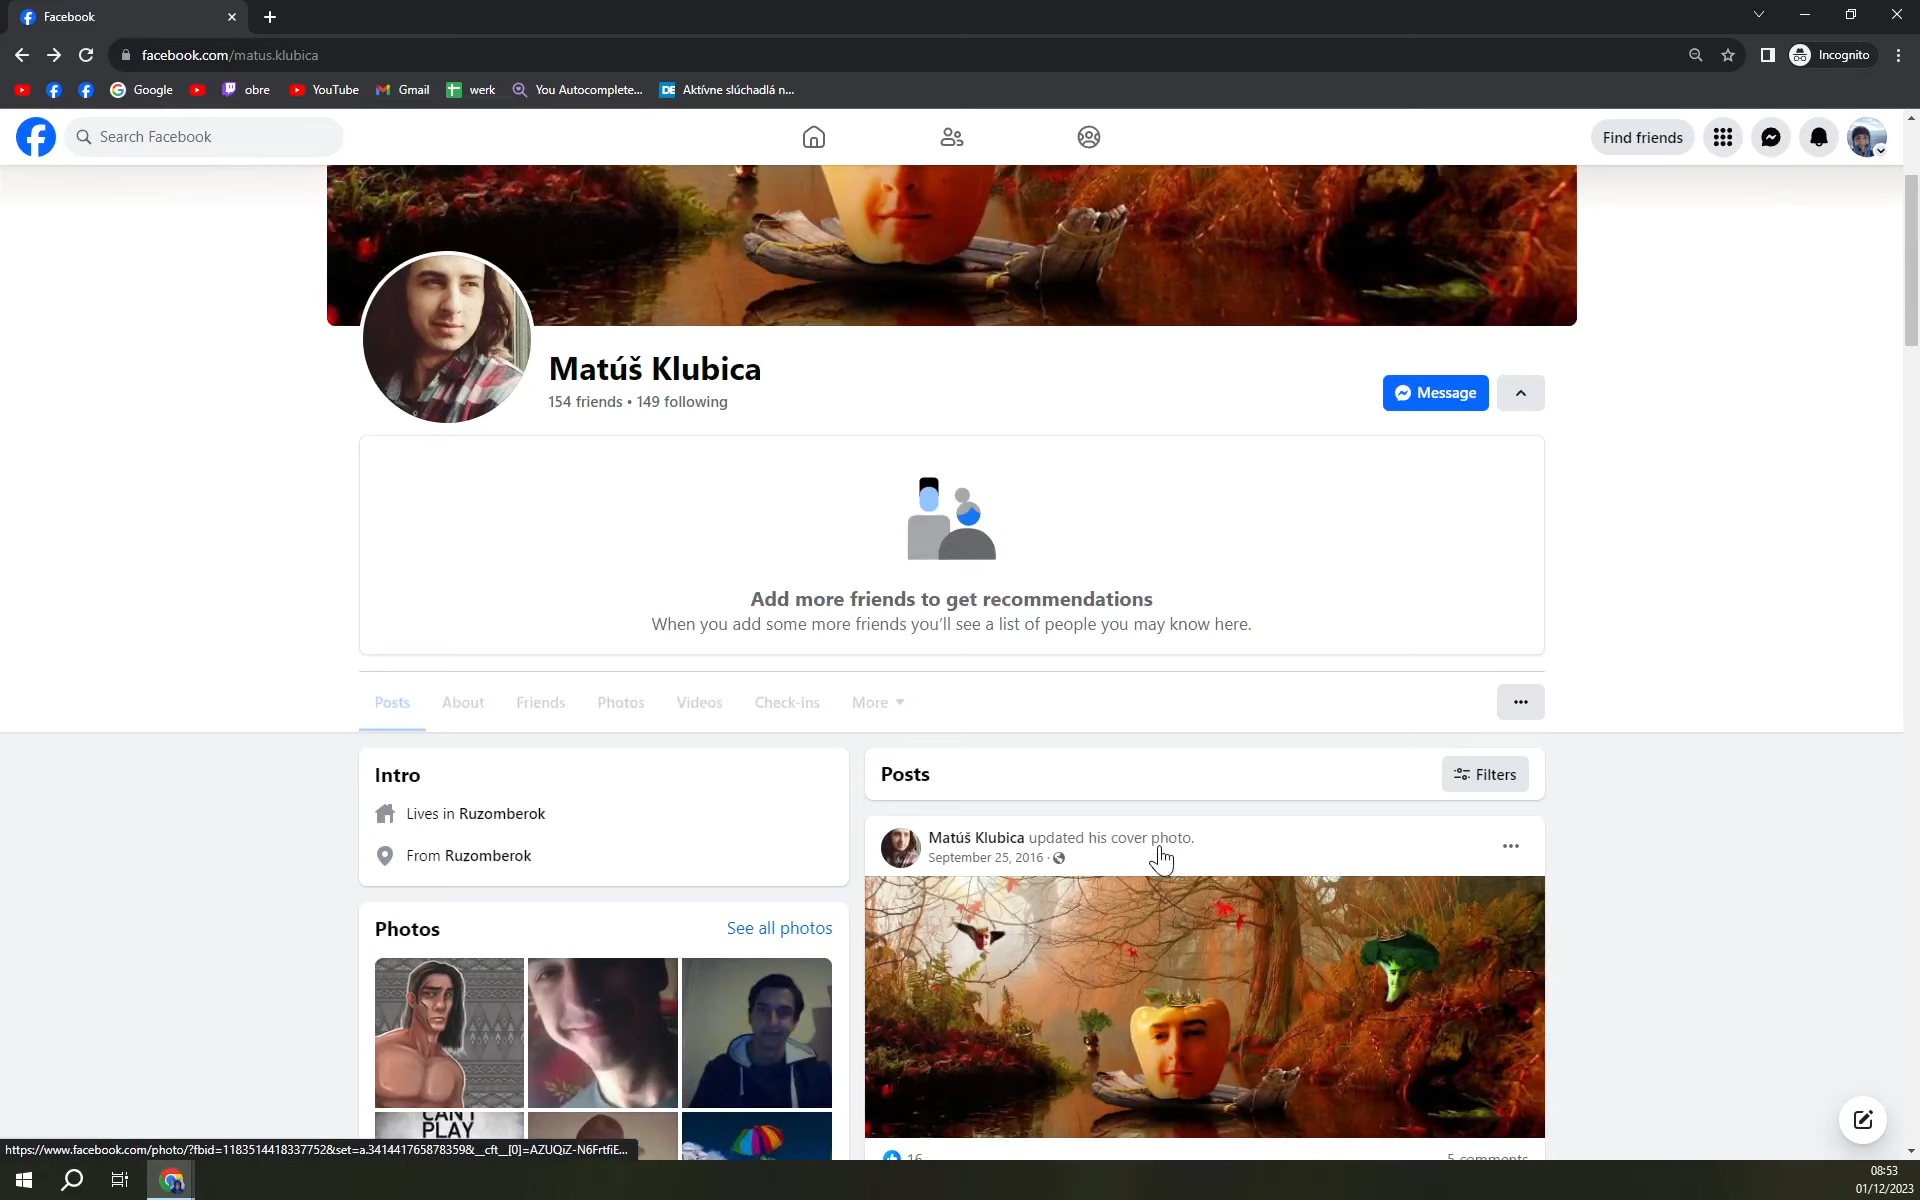 Facebook
facebook.com/matus.klubica
Incognito
Google
obre
YouTube
Gmail
werk
You Autocomplete...
DE Aktívne slúchadlá n...
Search Facebook
Find friends
Matúš Klubica
154 friends • 149 following
Message
Add more friends to get recommendations
When you add some more friends you'll see a list of people you may know here.
Posts
About
Friends
Photos
Videos
Check-ins
More
Intro
Lives in Ruzomberok
From Ruzomberok
Photos
See all photos
CAN'T
PLAY
Posts
Filters
Matúš Klubica updated his cover photo.
September 25, 2016 ·
16
5 comments
https://www.facebook.com/photo/?fbid=1183514418337752&set=a.341441765878359&__cft__[0]=AZUQiZ-N6FrtfiE...
08:53
01/12/2023